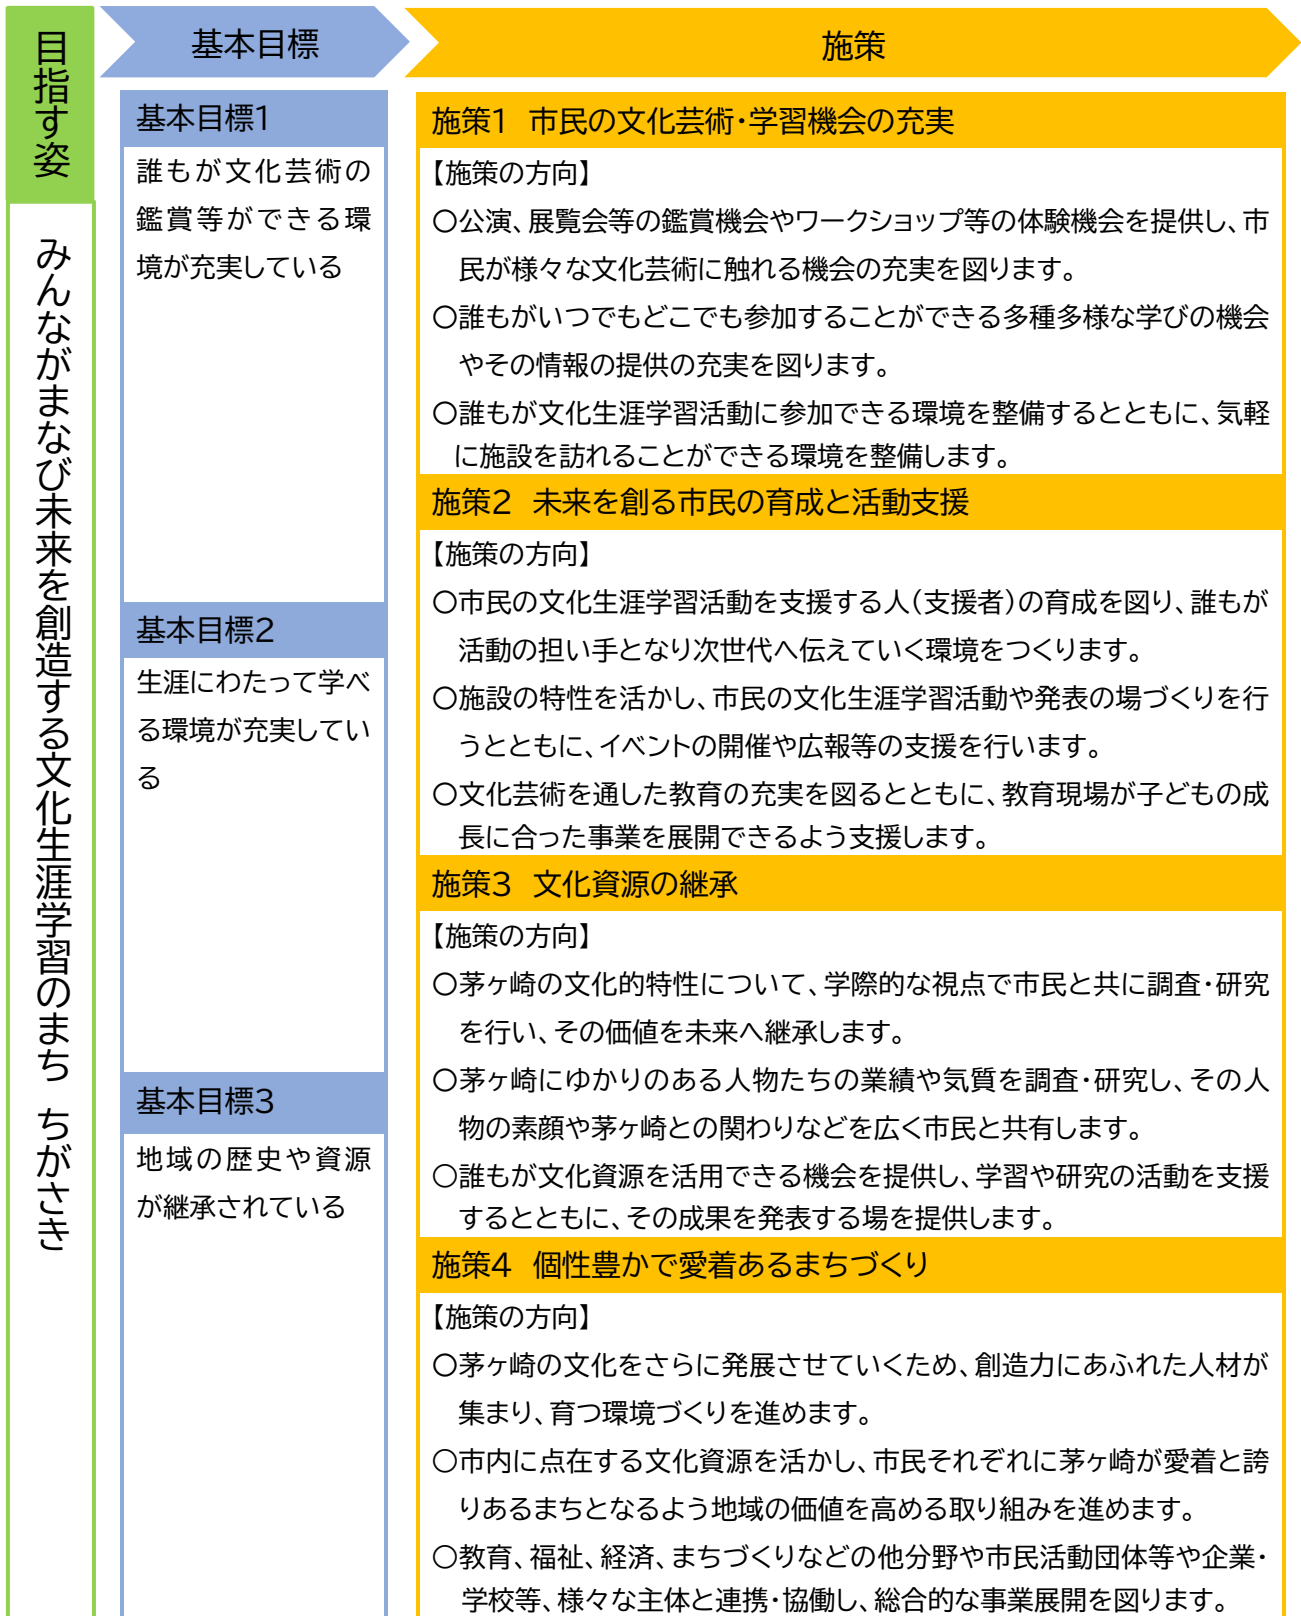 目指す姿
みんながまなび未来を創造する文化生涯学習のまち ちがさき
基本目標
基本目標1
誰もが文化芸術の
鑑賞等ができる環
境が充実している
基本目標2
生涯にわたって学べ
る環境が充実してい
る
基本目標3
地域の歴史や資源
が継承されている
施策
施策1 市民の文化芸術・学習機会の充実
【施策の方向】
○公演、展覧会等の鑑賞機会やワークショップ等の体験機会を提供し、市
民が様々な文化芸術に触れる機会の充実を図ります。
○誰もがいつでもどこでも参加することができる多種多様な学びの機会
やその情報の提供の充実を図ります。
○誰もが文化生涯学習活動に参加できる環境を整備するとともに、気軽
に施設を訪れることができる環境を整備します。
施策2 未来を創る市民の育成と活動支援
【施策の方向】
○市民の文化生涯学習活動を支援する人(支援者)の育成を図り、誰もが
活動の担い手となり次世代へ伝えていく環境をつくります。
○施設の特性を活かし、市民の文化生涯学習活動や発表の場づくりを行
うとともに、イベントの開催や広報等の支援を行います。
○文化芸術を通した教育の充実を図るとともに、教育現場が子どもの成
長に合った事業を展開できるよう支援します。
施策3 文化資源の継承
【施策の方向】
○茅ヶ崎の文化的特性について、学際的な視点で市民と共に調査・研究
を行い、その価値を未来へ継承します。
○茅ヶ崎にゆかりのある人物たちの業績や気質を調査・研究し、その人
物の素顔や茅ヶ崎との関わりなどを広く市民と共有します。
○誰もが文化資源を活用できる機会を提供し、学習や研究の活動を支援
するとともに、その成果を発表する場を提供します。
施策4 個性豊かで愛着あるまちづくり
【施策の方向】
○茅ヶ崎の文化をさらに発展させていくため、創造力にあふれた人材が
集まり、育つ環境づくりを進めます。
○市内に点在する文化資源を活かし、市民それぞれに茅ヶ崎が愛着と誇
りあるまちとなるよう地域の価値を高める取り組みを進めます。
○教育、福祉、経済、まちづくりなどの他分野や市民活動団体等や企業・
学校等、様々な主体と連携・協働し、総合的な事業展開を図ります。